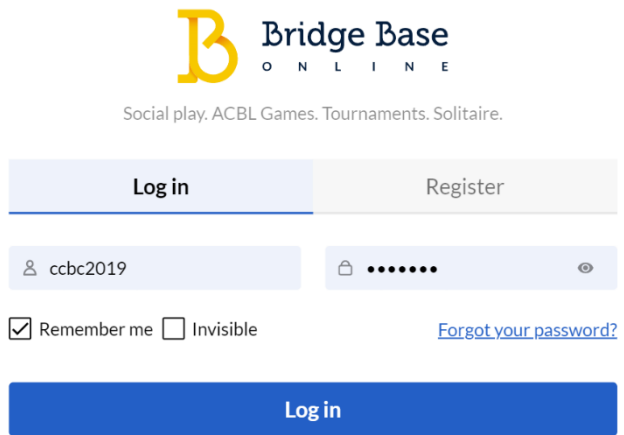 Bridge Base
ONLINE
Social play. ACBL Games. Tournaments. Solitaire.
Log in Register
ccbc2019 •••••••
Remember me Invisible Forgot your password?
Log in